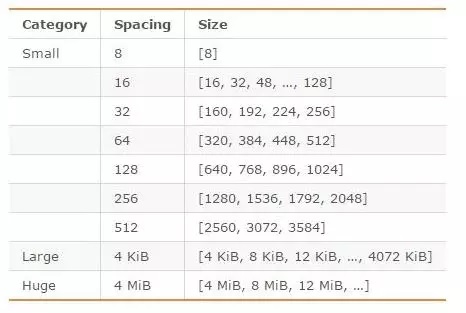 Category Spacing Size
Small 8 [8]
16 [16, 32, 48, ..., 128]
32 [160, 192, 224, 256]
64 [320, 384, 448, 512]
128 [640, 768, 896, 1024]
256 [1280, 1536, 1792, 2048]
512 [2560, 3072, 3584]
Large 4 KiB [4 KiB, 8 KiB, 12 KiB, ..., 4072 KiB]
Huge 4 MiB [4 MiB, 8 MiB, 12 MiB, ...]